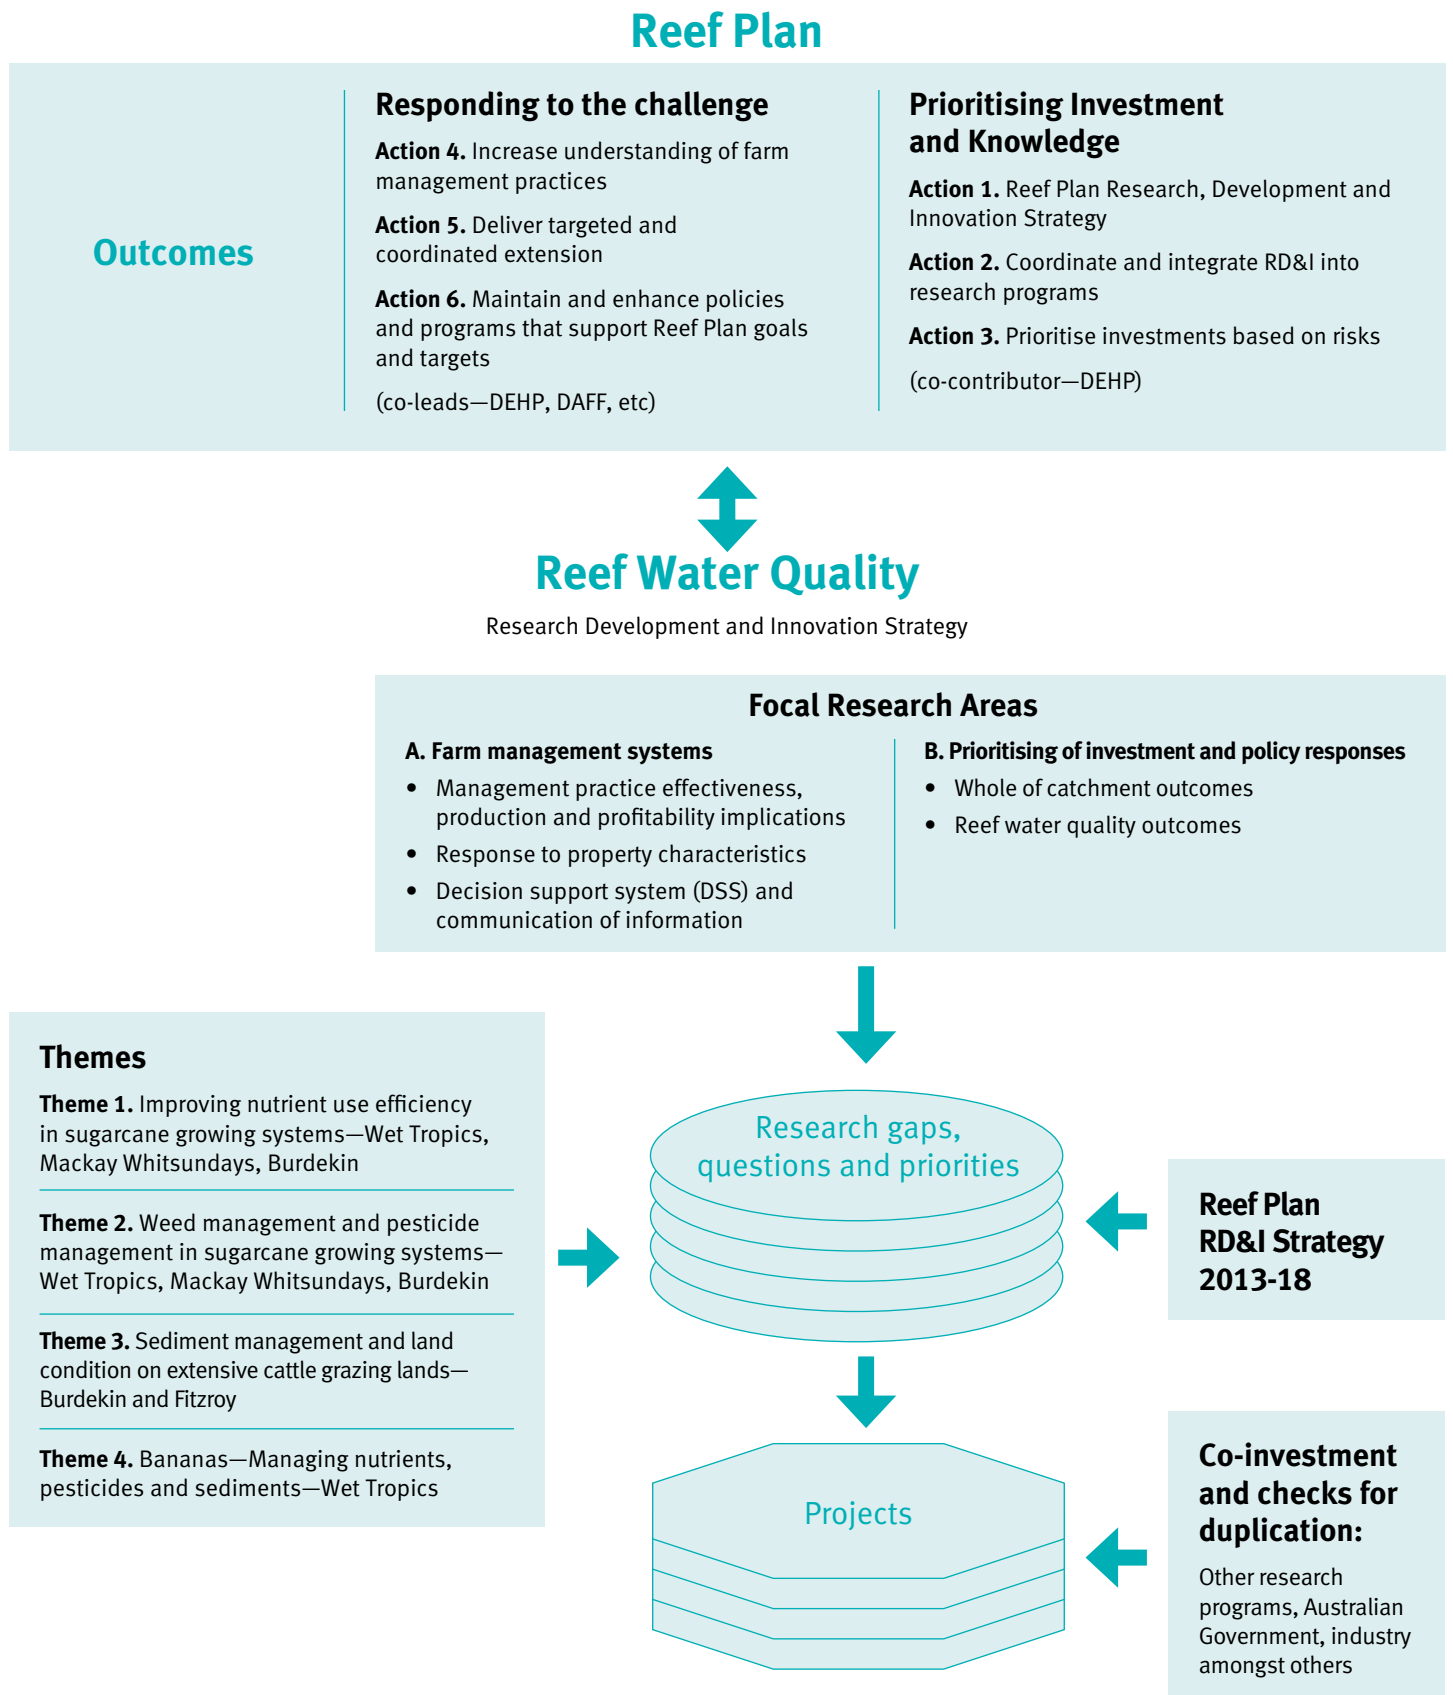 Reef Plan
Outcomes
Responding to the challenge
Action 4. Increase understanding of farm
management practices
Action 5. Deliver targeted and
coordinated extension
Action 6. Maintain and enhance policies
and programs that support Reef Plan goals
and targets
(co-leads—DEHP, DAFF, etc)
Prioritising Investment
and Knowledge
Action 1. Reef Plan Research, Development and
Innovation Strategy
Action 2. Coordinate and integrate RD&I into
research programs
Action 3. Prioritise investments based on risks
(co-contributor—DEHP)
Reef Water Quality
Research Development and Innovation Strategy
Focal Research Areas
A. Farm management systems
• Management practice effectiveness,
production and profitability implications
• Response to property characteristics
• Decision support system (DSS) and
communication of information
B. Prioritising of investment and policy responses
• Whole of catchment outcomes
• Reef water quality outcomes
Themes
Theme 1. Improving nutrient use efficiency
in sugarcane growing systems—Wet Tropics,
Mackay Whitsundays, Burdekin
Theme 2. Weed management and pesticide
management in sugarcane growing systems—
Wet Tropics, Mackay Whitsundays, Burdekin
Theme 3. Sediment management and land
condition on extensive cattle grazing lands—
Burdekin and Fitzroy
Theme 4. Bananas—Managing nutrients,
pesticides and sediments—Wet Tropics
Research gaps,
questions and priorities
Reef Plan
RD&I Strategy
2013-18
Projects
Co-investment
and checks for
duplication:
Other research
programs, Australian
Government, industry
amongst others